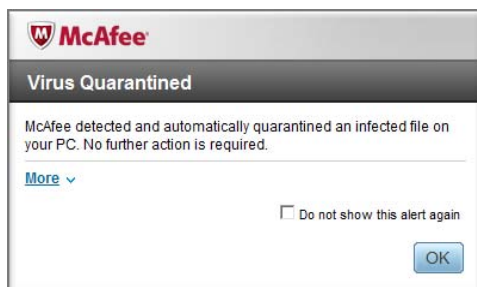 McAfee
Virus Quarantined
McAfee detected and automatically quarantined an infected file on
your PC. No further action is required.
More
Do not show this alert again
OK